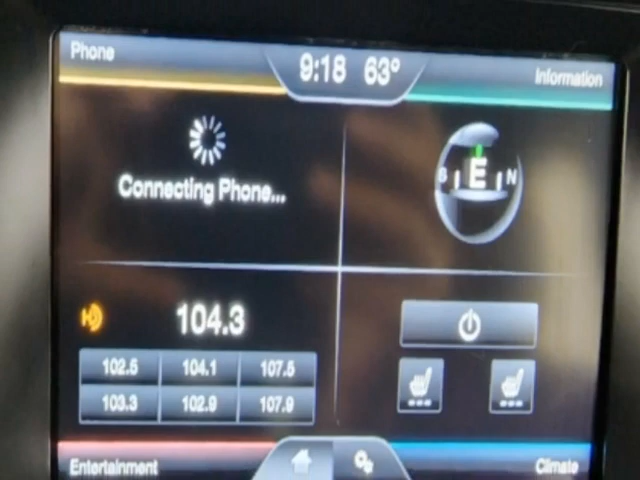 Phone
9:18 63°
Information
Connecting Phone...
S E N
104.3
102.5 104.1 107.5
103.3 102.9 107.9
Entertainment
Climate